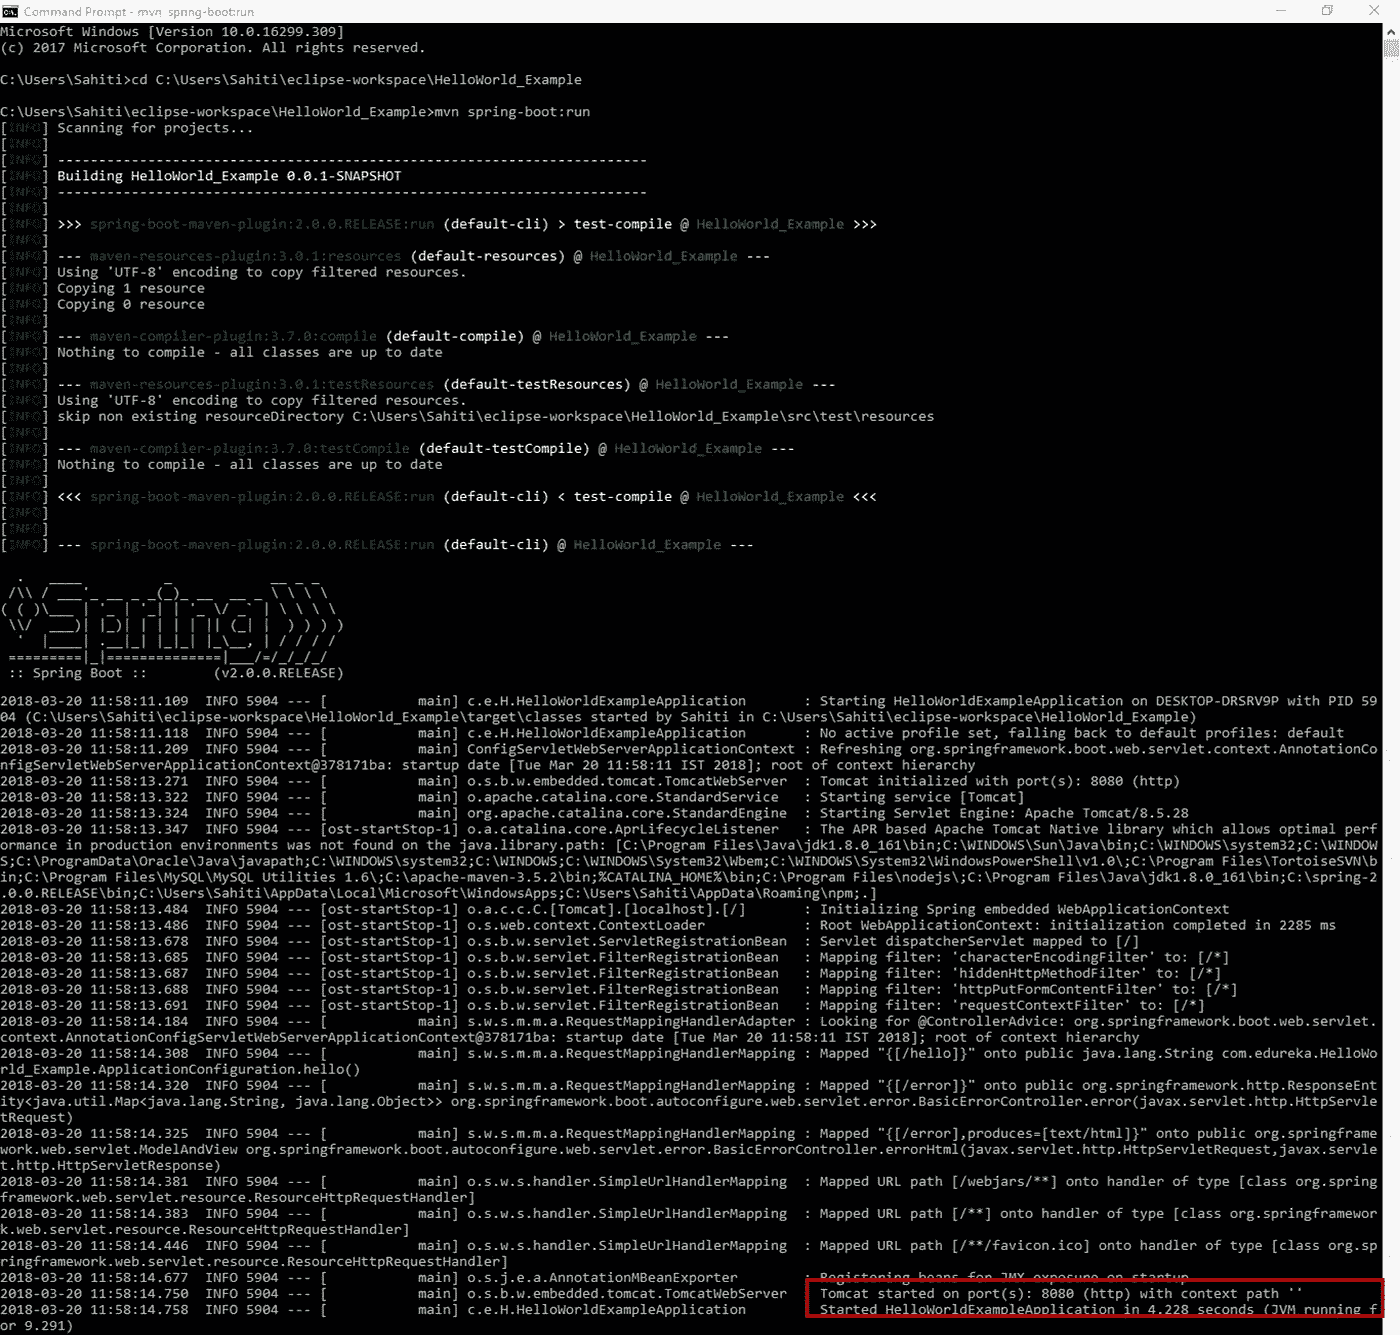 Command Prompt - mvn spring-boot:run
Microsoft Windows [Version 10.0.16299.309]
(c) 2017 Microsoft Corporation. All rights reserved.
C:\Users\Sahiti>cd C:\Users\Sahiti\eclipse-workspace\HelloWorld_Example
C:\Users\Sahiti\eclipse-workspace\HelloWorld_Example>mvn spring-boot:run
[INFO] Scanning for projects...
[INFO]
[INFO] ------------------------------------------------------------------------
[INFO] Building HelloWorld_Example 0.0.1-SNAPSHOT
[INFO] ------------------------------------------------------------------------
[INFO]
[INFO] >>> spring-boot-maven-plugin:2.0.0.RELEASE:run (default-cli) > test-compile @ HelloWorld_Example >>>
[INFO]
[INFO] --- maven-resources-plugin:3.0.1:resources (default-resources) @ HelloWorld_Example ---
[INFO] Using 'UTF-8' encoding to copy filtered resources.
[INFO] Copying 1 resource
[INFO] Copying 0 resource
[INFO]
[INFO] --- maven-compiler-plugin:3.7.0:compile (default-compile) @ HelloWorld_Example ---
[INFO] Nothing to compile - all classes are up to date
[INFO]
[INFO] --- maven-resources-plugin:3.0.1:testResources (default-testResources) @ HelloWorld_Example ---
[INFO] Using 'UTF-8' encoding to copy filtered resources.
[INFO] skip non existing resourceDirectory C:\Users\Sahiti\eclipse-workspace\HelloWorld_Example\src\test\resources
[INFO]
[INFO] --- maven-compiler-plugin:3.7.0:testCompile (default-testCompile) @ HelloWorld_Example ---
[INFO] Nothing to compile - all classes are up to date
[INFO]
[INFO] <<< spring-boot-maven-plugin:2.0.0.RELEASE:run (default-cli) < test-compile @ HelloWorld_Example <<<
[INFO]
[INFO]
[INFO] --- spring-boot-maven-plugin:2.0.0.RELEASE:run (default-cli) @ HelloWorld_Example ---
Spring
:: Spring Boot ::        (v2.0.0.RELEASE)
2018-03-20 11:58:11.109  INFO 5904 --- [           main] c.e.H.HelloWorldExampleApplication       : Starting HelloWorldExampleApplication on DESKTOP-DRSRV9P with PID 59
04 (C:\Users\Sahiti\eclipse-workspace\HelloWorld_Example\target\classes started by Sahiti in C:\Users\Sahiti\eclipse-workspace\HelloWorld_Example)
2018-03-20 11:58:11.118  INFO 5904 --- [           main] c.e.H.HelloWorldExampleApplication       : No active profile set, falling back to default profiles: default
2018-03-20 11:58:11.209  INFO 5904 --- [           main] ConfigServletWebServerApplicationContext : Refreshing org.springframework.boot.web.servlet.context.AnnotationCo
nfigServletWebServerApplicationContext@378171ba: startup date [Tue Mar 20 11:58:11 IST 2018]; root of context hierarchy
2018-03-20 11:58:13.271  INFO 5904 --- [           main] o.s.b.w.embedded.tomcat.TomcatWebServer  : Tomcat initialized with port(s): 8080 (http)
2018-03-20 11:58:13.322  INFO 5904 --- [           main] o.apache.catalina.core.StandardService   : Starting service [Tomcat]
2018-03-20 11:58:13.324  INFO 5904 --- [           main] org.apache.catalina.core.StandardEngine  : Starting Servlet Engine: Apache Tomcat/8.5.28
2018-03-20 11:58:13.347  INFO 5904 --- [ost-startStop-1] o.a.catalina.core.AprLifecycleListener   : The APR based Apache Tomcat Native library which allows optimal perf
ormance in production environments was not found on the java.library.path: [C:\Program Files\Java\jdk1.8.0_161\bin;C:\WINDOWS\Sun\Java\bin;C:\WINDOWS\system32;C:\WINDOW
S;C:\ProgramData\Oracle\Java\javapath;C:\WINDOWS\system32;C:\WINDOWS;C:\WINDOWS\System32\Wbem;C:\WINDOWS\System32\WindowsPowerShell\v1.0\;C:\Program Files\TortoiseSVN\b
in;C:\Program Files\MySQL\MySQL Utilities 1.6\;C:\apache-maven-3.5.2\bin;%CATALINA_HOME%\bin;C:\Program Files\nodejs\;C:\Program Files\Java\jdk1.8.0_161\bin;C:\spring-2
.0.0.RELEASE\bin;C:\Users\Sahiti\AppData\Local\Microsoft\WindowsApps;C:\Users\Sahiti\AppData\Roaming\npm;.]
2018-03-20 11:58:13.484  INFO 5904 --- [ost-startStop-1] o.a.c.c.C.[Tomcat].[localhost].[/]       : Initializing Spring embedded WebApplicationContext
2018-03-20 11:58:13.486  INFO 5904 --- [ost-startStop-1] o.s.web.context.ContextLoader            : Root WebApplicationContext: initialization completed in 2285 ms
2018-03-20 11:58:13.678  INFO 5904 --- [ost-startStop-1] o.s.b.w.servlet.ServletRegistrationBean  : Servlet dispatcherServlet mapped to [/]
2018-03-20 11:58:13.685  INFO 5904 --- [ost-startStop-1] o.s.b.w.servlet.FilterRegistrationBean   : Mapping filter: 'characterEncodingFilter' to: [/*]
2018-03-20 11:58:13.687  INFO 5904 --- [ost-startStop-1] o.s.b.w.servlet.FilterRegistrationBean   : Mapping filter: 'hiddenHttpMethodFilter' to: [/*]
2018-03-20 11:58:13.688  INFO 5904 --- [ost-startStop-1] o.s.b.w.servlet.FilterRegistrationBean   : Mapping filter: 'httpPutFormContentFilter' to: [/*]
2018-03-20 11:58:13.691  INFO 5904 --- [ost-startStop-1] o.s.b.w.servlet.FilterRegistrationBean   : Mapping filter: 'requestContextFilter' to: [/*]
2018-03-20 11:58:14.184  INFO 5904 --- [           main] s.w.s.m.m.a.RequestMappingHandlerAdapter : Looking for @ControllerAdvice: org.springframework.boot.web.servlet.
context.AnnotationConfigServletWebServerApplicationContext@378171ba: startup date [Tue Mar 20 11:58:11 IST 2018]; root of context hierarchy
2018-03-20 11:58:14.308  INFO 5904 --- [           main] s.w.s.m.m.a.RequestMappingHandlerMapping : Mapped "{[/hello]}" onto public java.lang.String com.edureka.HelloWo
rld_Example.ApplicationConfiguration.hello()
2018-03-20 11:58:14.320  INFO 5904 --- [           main] s.w.s.m.m.a.RequestMappingHandlerMapping : Mapped "{[/error]}" onto public org.springframework.http.ResponseEnt
ity<java.util.Map<java.lang.String, java.lang.Object>> org.springframework.boot.autoconfigure.web.servlet.error.BasicErrorController.error(javax.servlet.http.HttpServle
tRequest)
2018-03-20 11:58:14.325  INFO 5904 --- [           main] s.w.s.m.m.a.RequestMappingHandlerMapping : Mapped "{[/error],produces=[text/html]}" onto public org.springframe
work.web.servlet.ModelAndView org.springframework.boot.autoconfigure.web.servlet.error.BasicErrorController.errorHtml(javax.servlet.http.HttpServletRequest,javax.servle
t.http.HttpServletResponse)
2018-03-20 11:58:14.381  INFO 5904 --- [           main] o.s.w.s.handler.SimpleUrlHandlerMapping  : Mapped URL path [/webjars/**] onto handler of type [class org.spring
framework.web.servlet.resource.ResourceHttpRequestHandler]
2018-03-20 11:58:14.383  INFO 5904 --- [           main] o.s.w.s.handler.SimpleUrlHandlerMapping  : Mapped URL path [/**] onto handler of type [class org.springframewor
k.web.servlet.resource.ResourceHttpRequestHandler]
2018-03-20 11:58:14.446  INFO 5904 --- [           main] o.s.w.s.handler.SimpleUrlHandlerMapping  : Mapped URL path [/**/favicon.ico] onto handler of type [class org.sp
ringframework.web.servlet.resource.ResourceHttpRequestHandler]
2018-03-20 11:58:14.677  INFO 5904 --- [           main] o.s.j.e.a.AnnotationMBeanExporter        : Registering beans for JMX exposure on startup
2018-03-20 11:58:14.750  INFO 5904 --- [           main] o.s.b.w.embedded.tomcat.TomcatWebServer    Tomcat started on port(s): 8080 (http) with context path ''
2018-03-20 11:58:14.758  INFO 5904 --- [           main] c.e.H.HelloWorldExampleApplication         Started HelloWorldExampleApplication in 4.228 seconds (JVM running f
or 9.291)